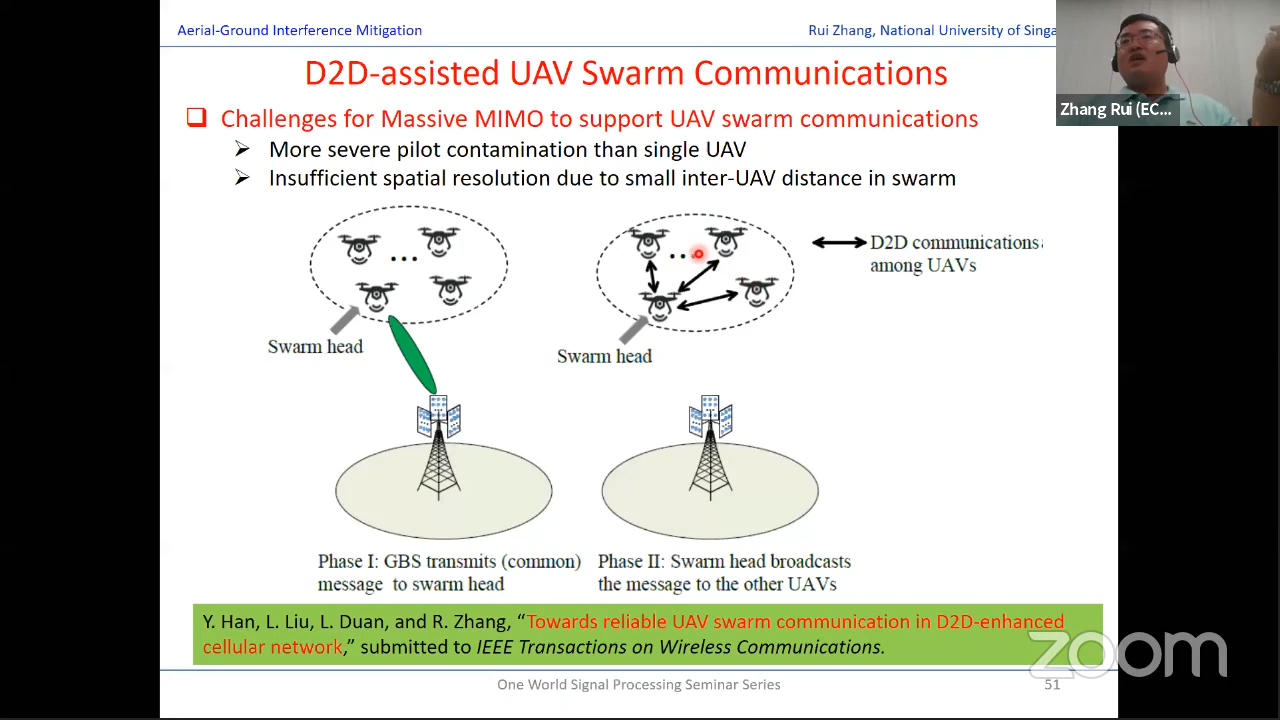 Aerial-Ground Interference Mitigation
Rui Zhang, National University of Singa
D2D-assisted UAV Swarm Communications
Zhang Rui (EC...
❑ Challenges for Massive MIMO to support UAV swarm communications
➢ More severe pilot contamination than single UAV
➢ Insufficient spatial resolution due to small inter-UAV distance in swarm
D2D communications
among UAVs
Swarm head
Swarm head
Phase I: GBS transmits (common)
message to swarm head
Phase II: Swarm head broadcasts
the message to the other UAVs
Y. Han, L. Liu, L. Duan, and R. Zhang, “Towards reliable UAV swarm communication in D2D-enhanced
cellular network,” submitted to IEEE Transactions on Wireless Communications.
zoom
One World Signal Processing Seminar Series
51